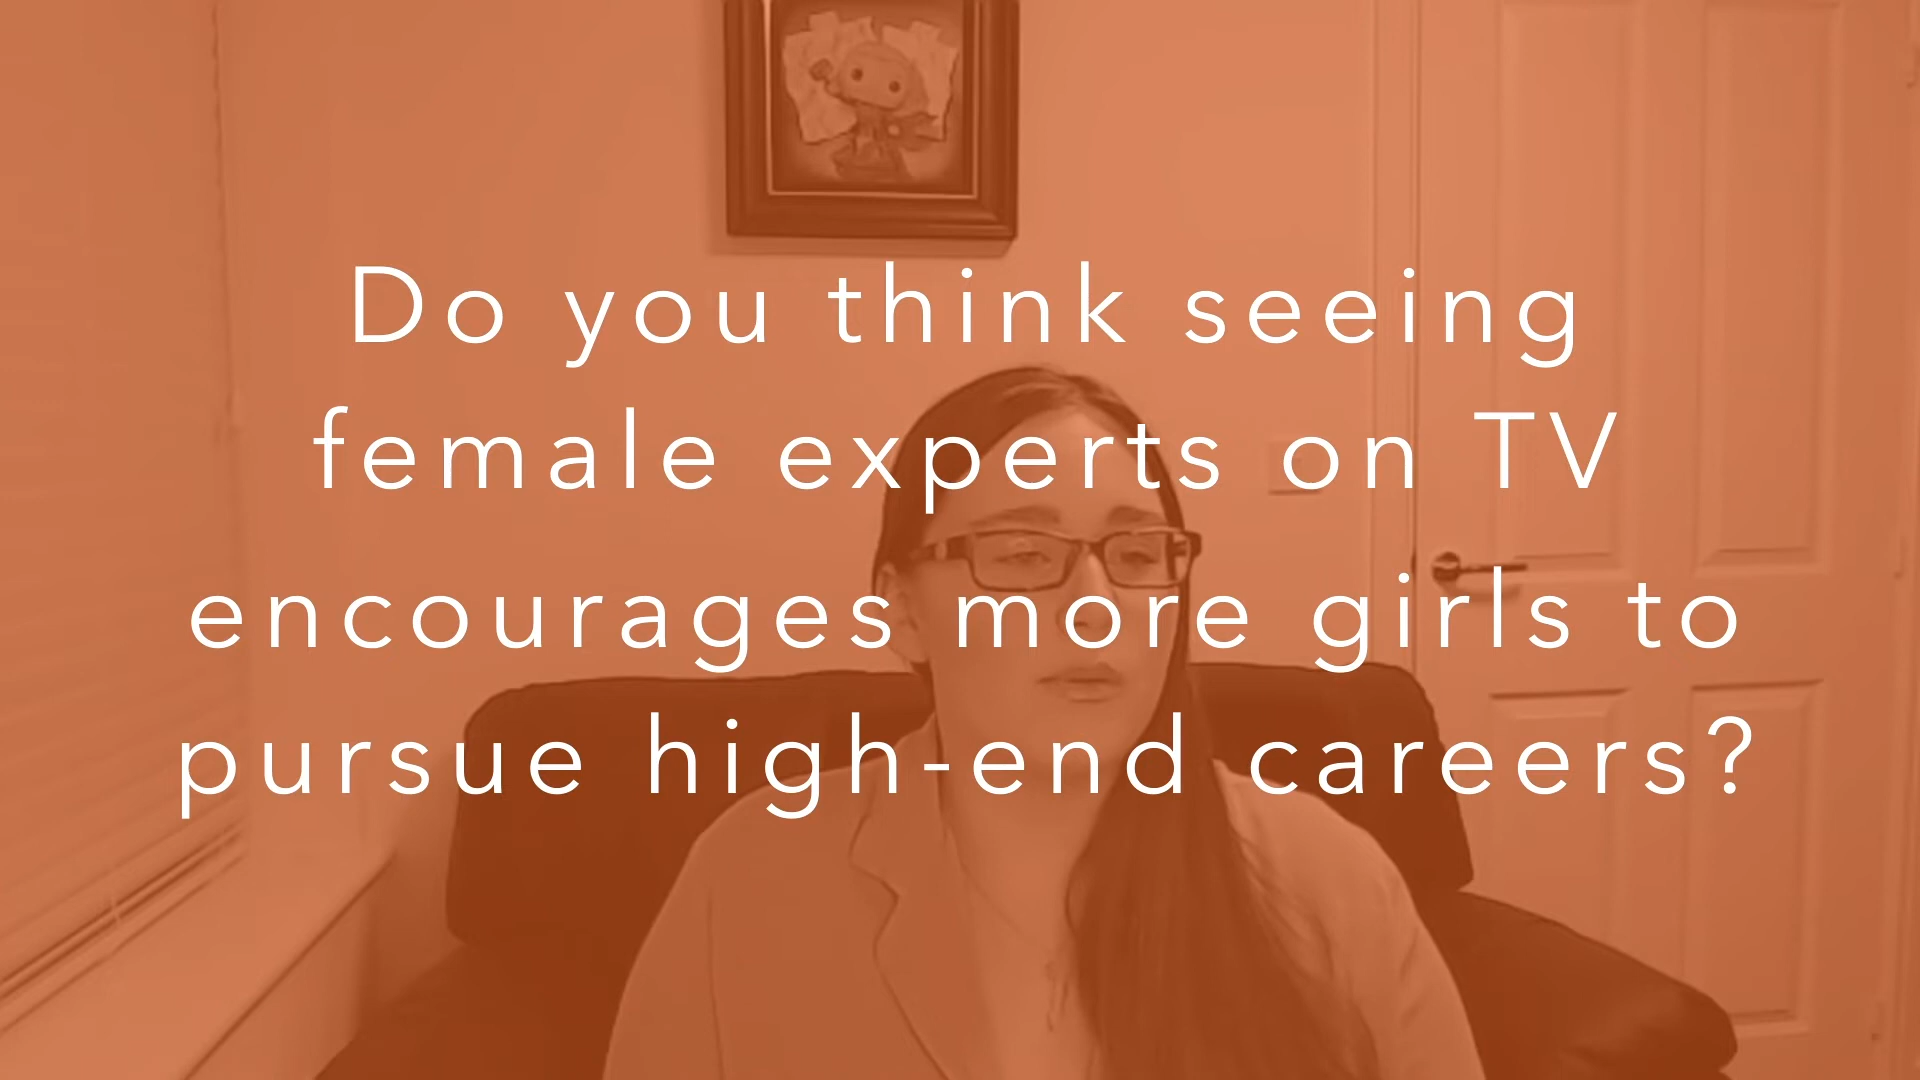 Do you think seeing
female experts on TV
encourages more girls to
pursue high-end careers?